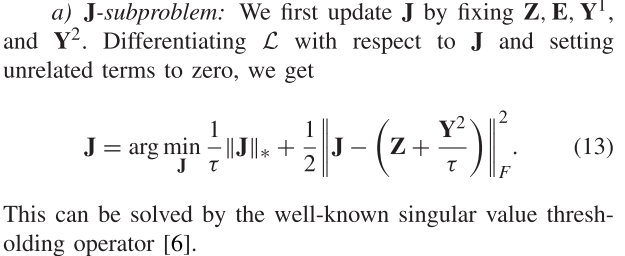 a) J-subproblem: We first update J by fixing Z, E, Y¹,
and Y². Differentiating ℒ with respect to J and setting
unrelated terms to zero, we get
J = arg min_J 1/τ ‖J‖_* + 1/2 ‖J − (Z + Y²/τ)‖²_F. (13)
This can be solved by the well-known singular value thresh-
olding operator [6].